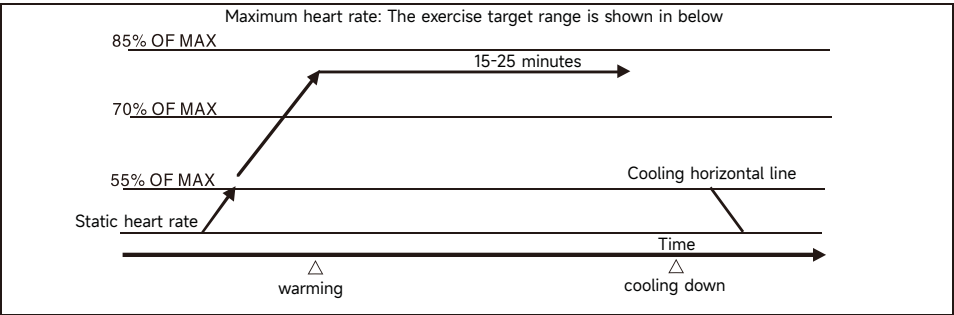 Maximum heart rate: The exercise target range is shown in below
85% OF MAX
15-25 minutes
70% OF MAX
55% OF MAX
Cooling horizontal line
Static heart rate
Time
warming
cooling down